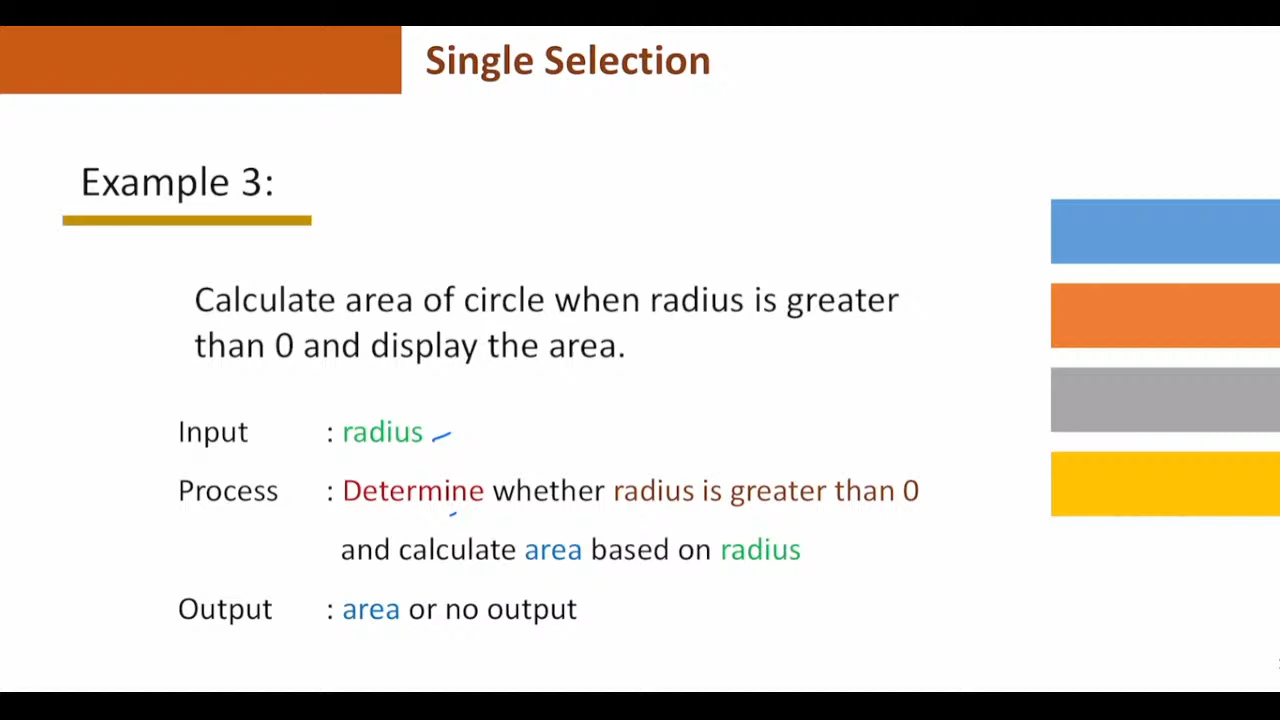 Single Selection
Example 3:
Calculate area of circle when radius is greater
than 0 and display the area.
Input : radius
Process : Determine whether radius is greater than 0
and calculate area based on radius
Output : area or no output